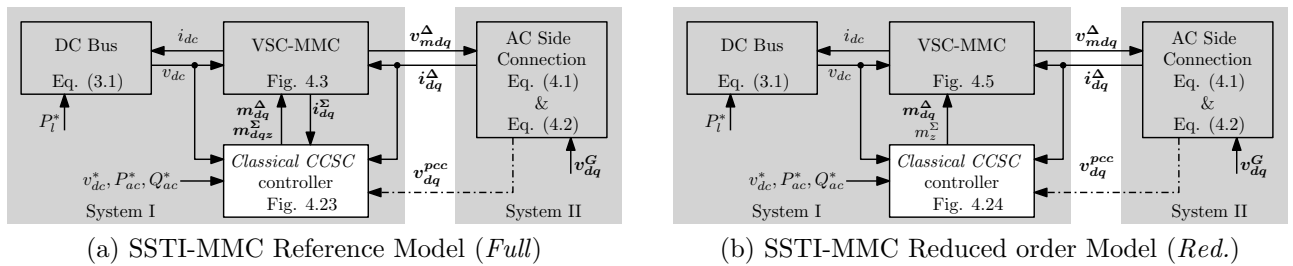 DC Bus
Eq. (3.1)
i_dc
v_dc
P_l^*
VSC-MMC
Fig. 4.3
v_mdq^Δ
i_dq^Δ
AC Side
Connection
Eq. (4.1)
&
Eq. (4.2)
m_dq^Δ
m_dqz^Σ
i_dq^Σ
Classical CCSC
controller
Fig. 4.23
v_dc^*, P_ac^*, Q_ac^*
v_dq^pcc
v_dq^G
System I
System II
(a) SSTI-MMC Reference Model (Full)
DC Bus
Eq. (3.1)
i_dc
v_dc
P_l^*
VSC-MMC
Fig. 4.5
v_mdq^Δ
i_dq^Δ
AC Side
Connection
Eq. (4.1)
&
Eq. (4.2)
m_dq^Δ
m_z^Σ
Classical CCSC
controller
Fig. 4.24
v_dc^*, P_ac^*, Q_ac^*
v_dq^pcc
v_dq^G
System I
System II
(b) SSTI-MMC Reduced order Model (Red.)